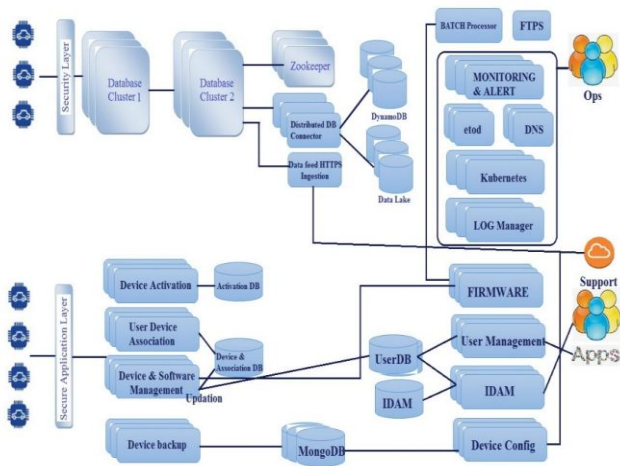 BATCH Processor
FTPS
Security Layer
Database
Cluster 1
Database
Cluster 2
Zookeeper
Distributed DB
Connector
DynamoDB
Data feed HTTPS
Ingestion
Data Lake
MONITORING
& ALERT
etod
DNS
Kubernetes
LOG Manager
Ops
Secure Application Layer
Device Activation
Activation DB
User Device
Association
Device &
Association DB
Device & Software
Management
Updation
UserDB
IDAM
FIRMWARE
User Management
IDAM
Support
Apps
Device backup
MongoDB
Device Config